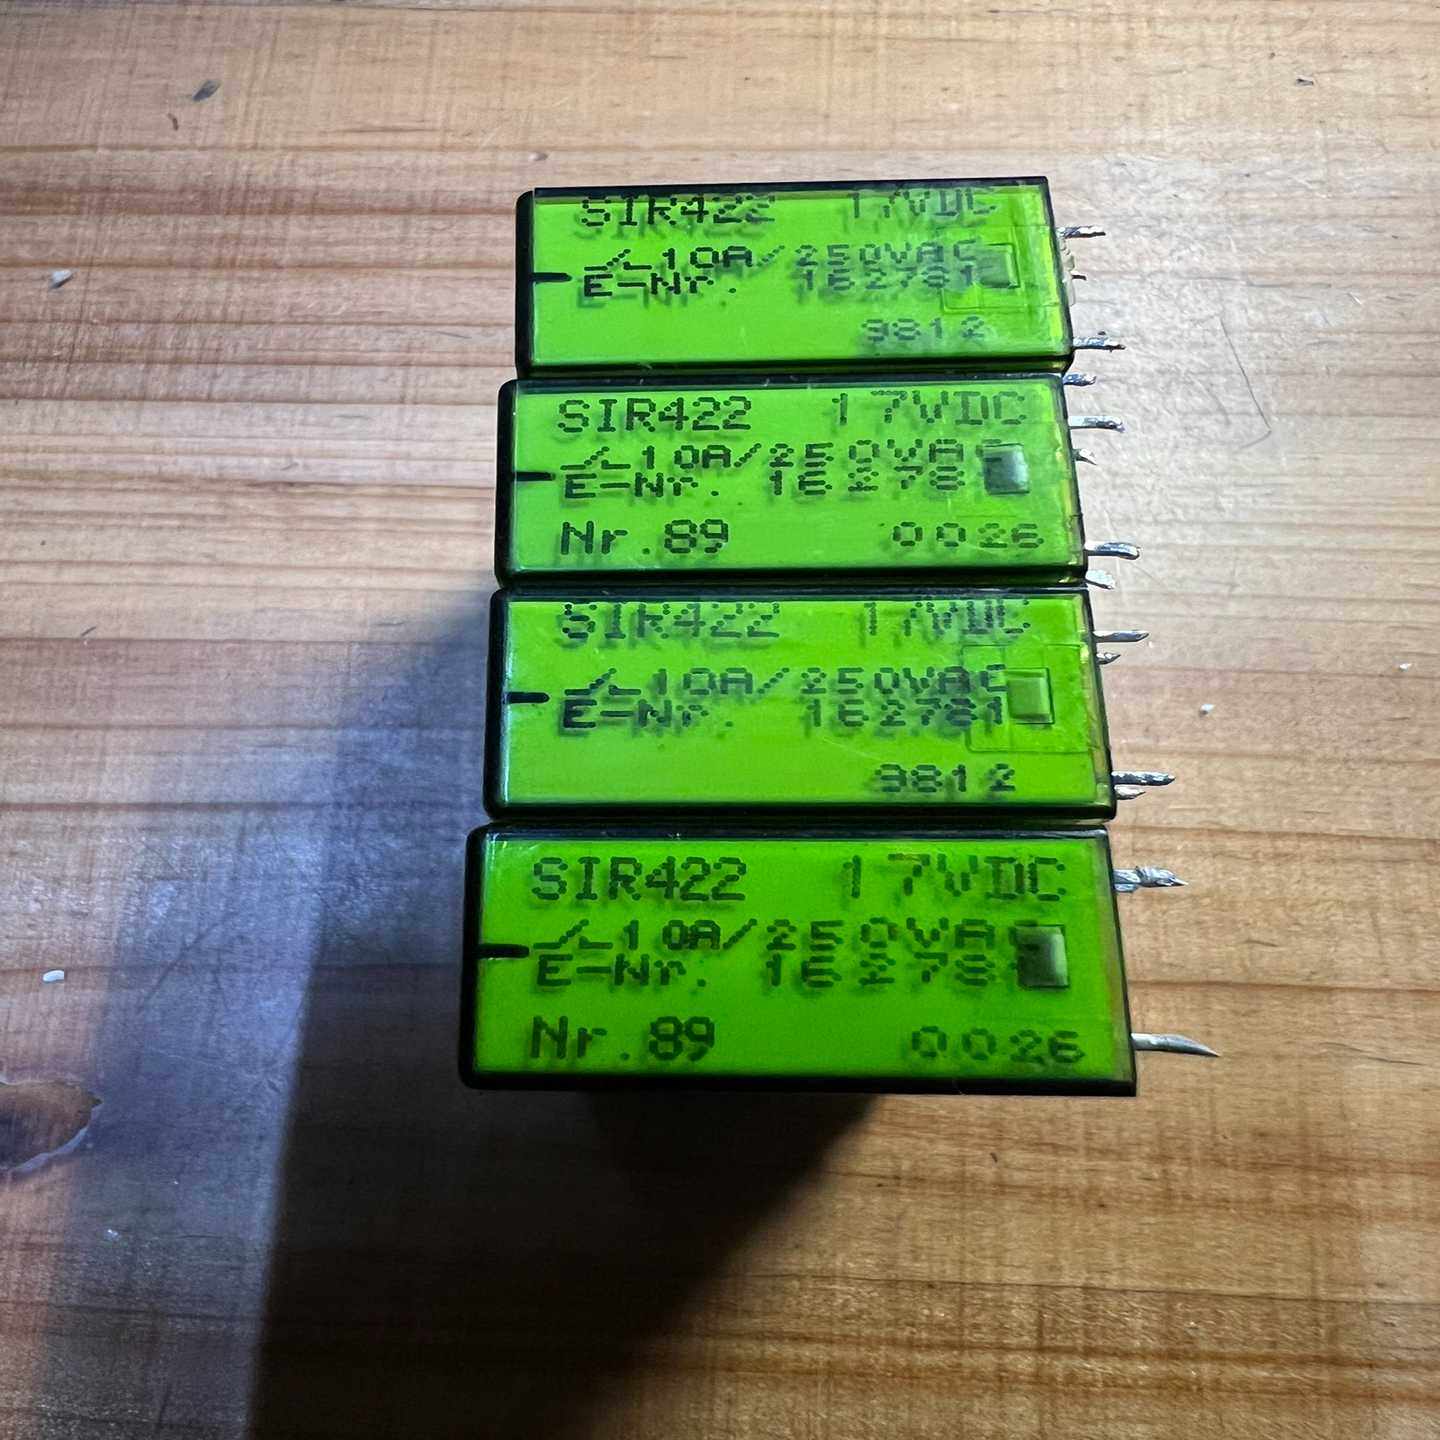 SIR422 17VDC
10A/250VAC
E-Nr. 162781
9812
SIR422 17VDC
10A/250VAC
E-Nr. 162781
Nr.89 0026
SIR422 17VDC
10A/250VAC
E-Nr. 162781
9812
SIR422 17VDC
10A/250VAC
E-Nr. 162781
Nr.89 0026